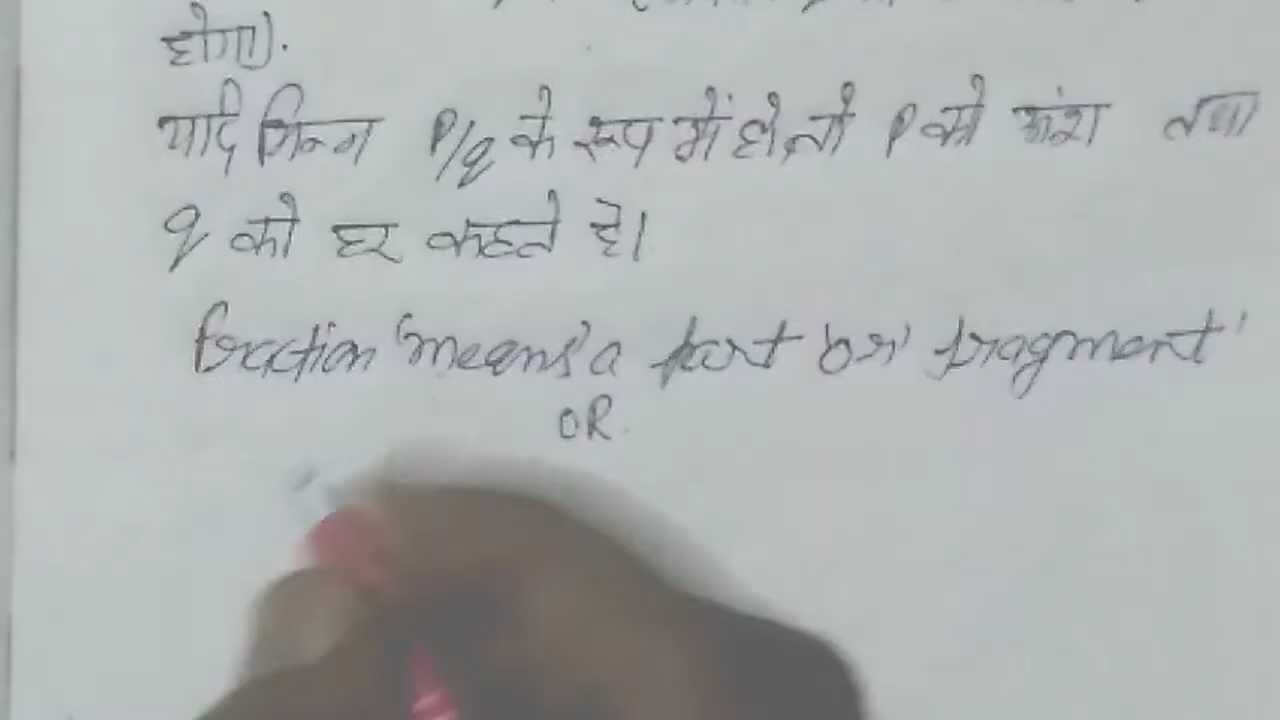 होगा).
यदि भिन्न P/q के रूप में हो, तो P को अंश तथा
q को हर कहते है।
fraction 'means' a part or 'fragment'
OR